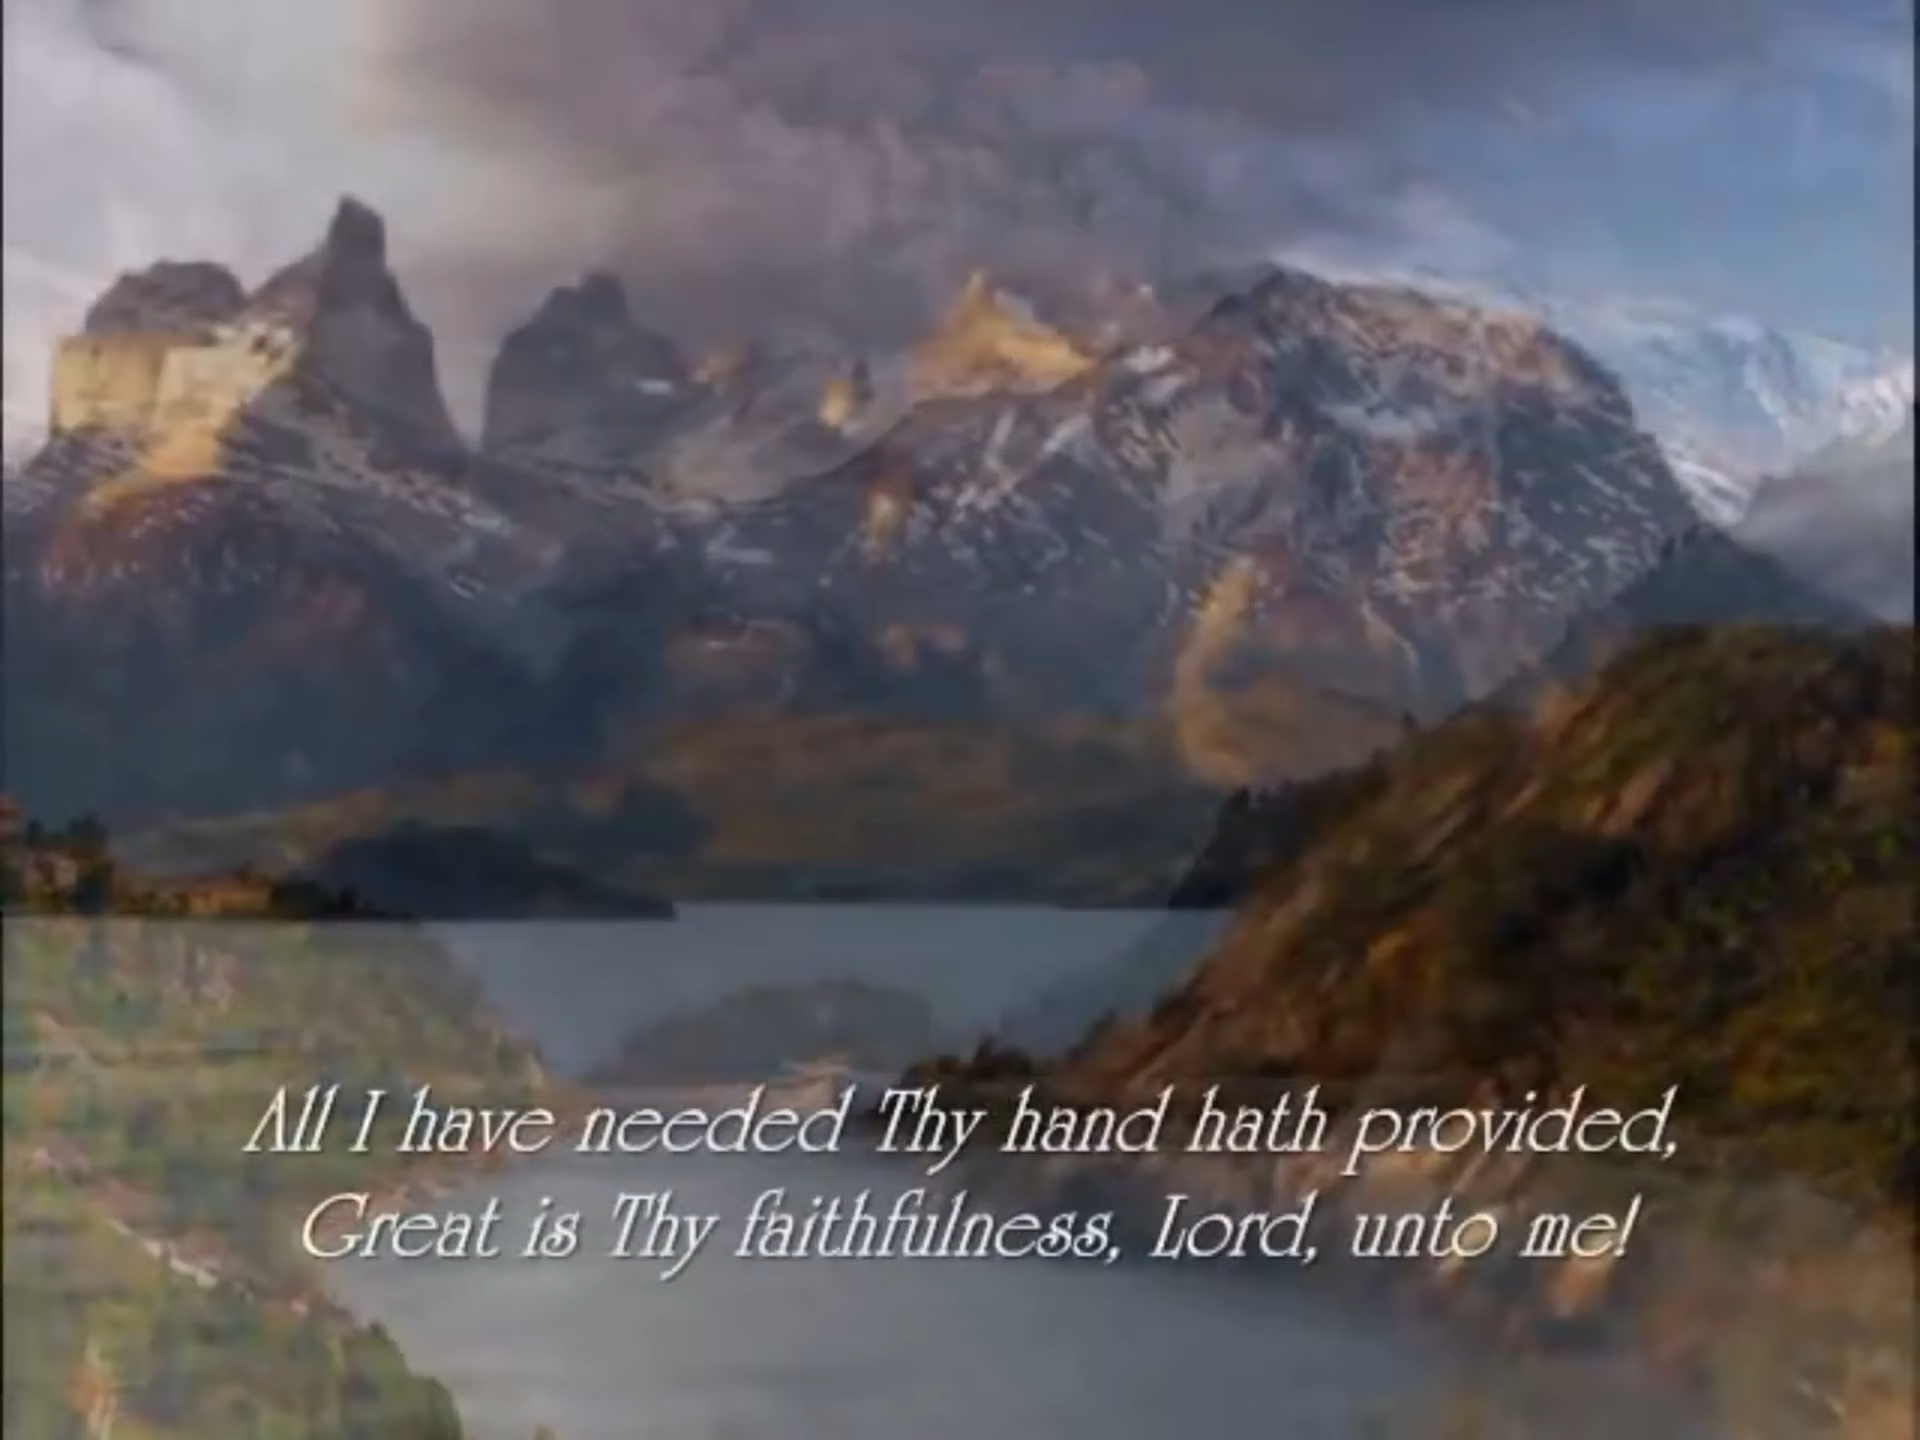 All I have needed Thy hand hath provided,
Great is Thy faithfulness, Lord, unto me!